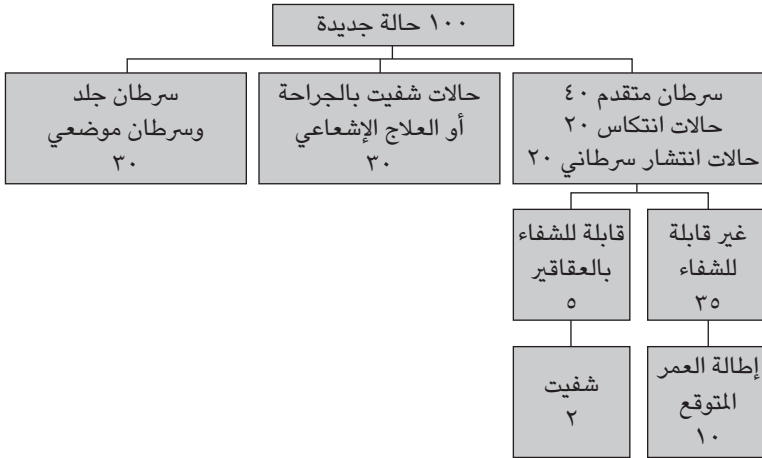 ١٠٠ حالة جديدة
سرطان متقدم ٤٠
حالات انتكاس ٢٠
حالات انتشار سرطاني ٢٠
حالات شفيت بالجراحة
أو العلاج الإشعاعي
٣٠
سرطان جلد
وسرطان موضعي
٣٠
غير قابلة
للشفاء
٣٥
قابلة للشفاء
بالعقاقير
٥
إطالة العمر
المتوقع
١٠
شفيت
٢